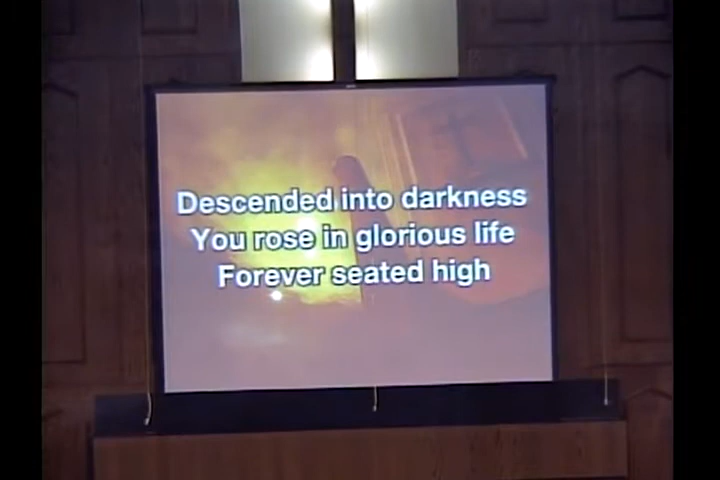 Descended into darkness
You rose in glorious life
Forever seated high